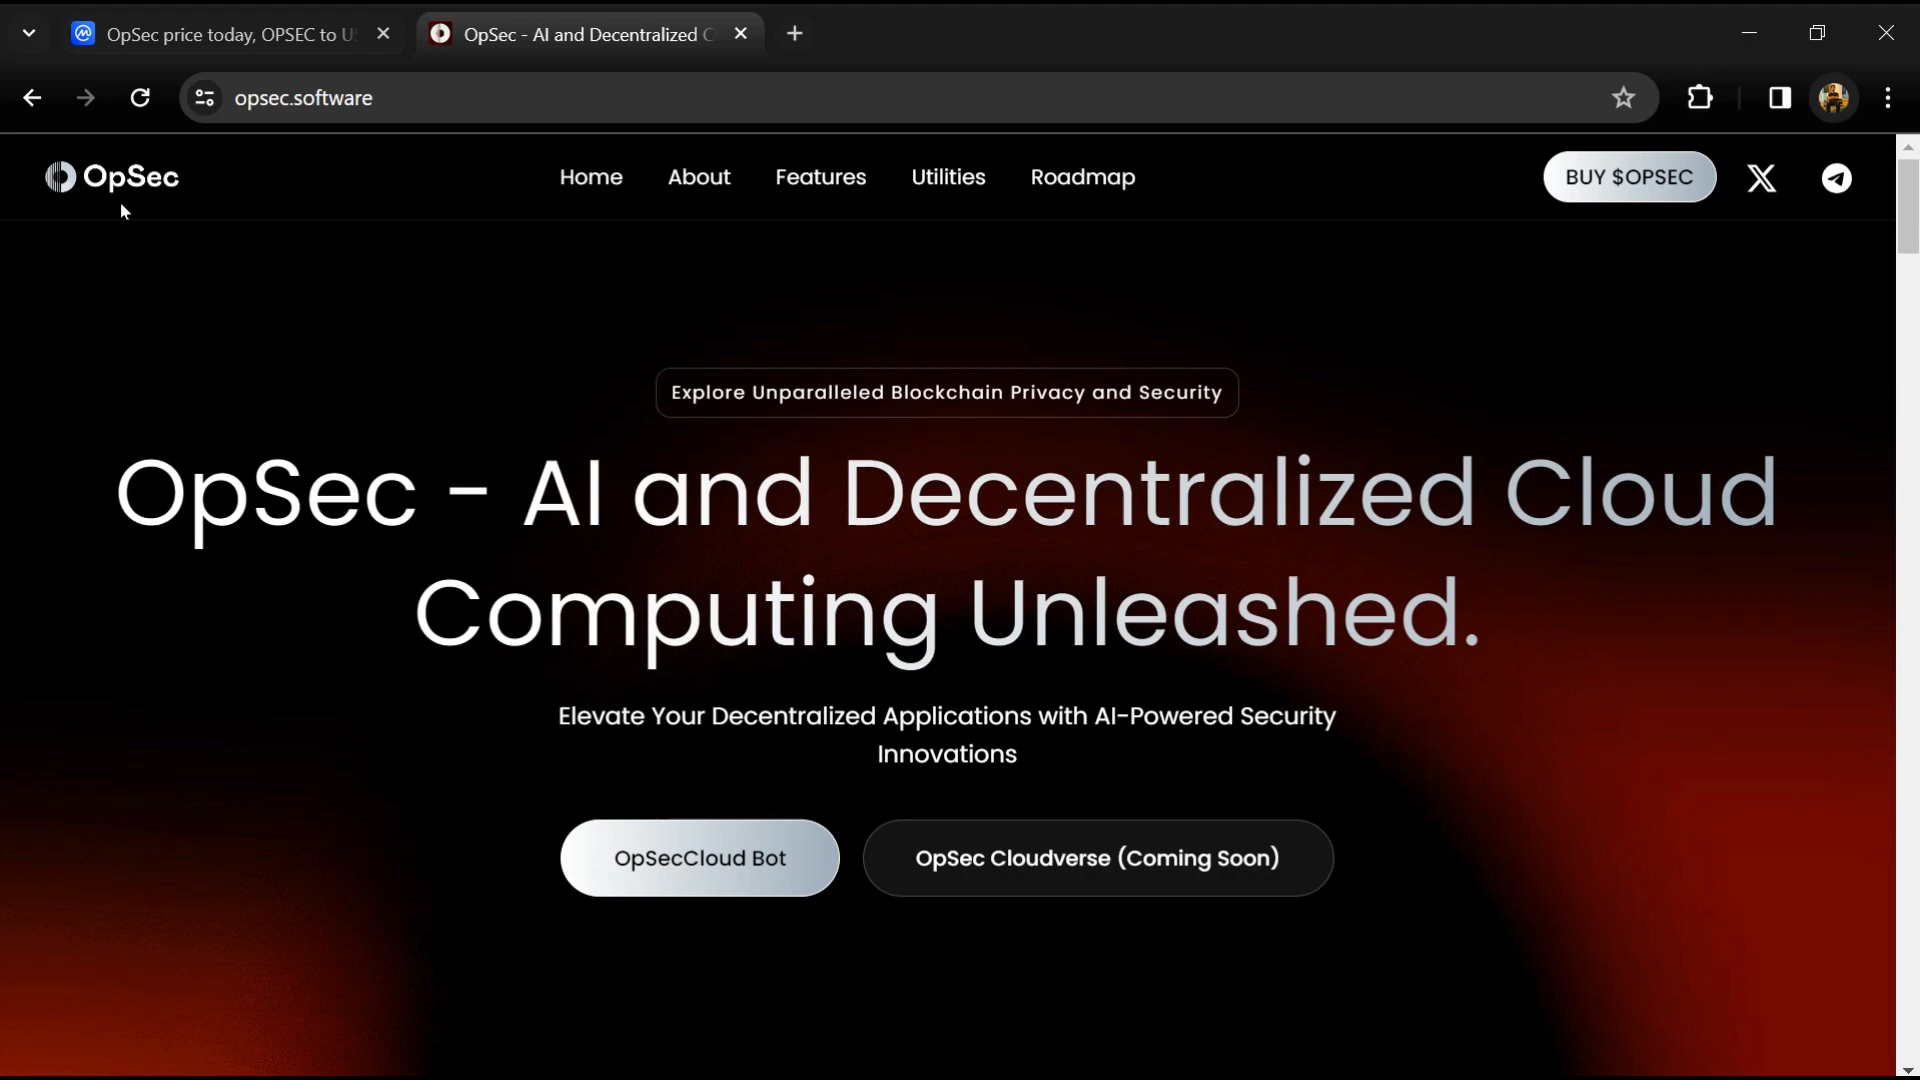 OpSec price today, OPSEC to U
OpSec - AI and Decentralized
opsec.software
OpSec
Home
About
Features
Utilities
Roadmap
BUY $OPSEC
Explore Unparalleled Blockchain Privacy and Security
OpSec - AI and Decentralized Cloud
Computing Unleashed.
Elevate Your Decentralized Applications with AI-Powered Security
Innovations
OpSecCloud Bot
OpSec Cloudverse (Coming Soon)